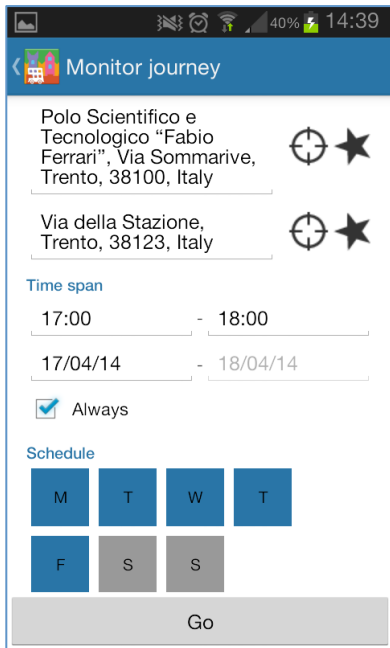 40% 14:39
Monitor journey
Polo Scientifico e
Tecnologico “Fabio
Ferrari”, Via Sommarive,
Trento, 38100, Italy
Via della Stazione,
Trento, 38123, Italy
Time span
17:00 - 18:00
17/04/14 - 18/04/14
Always
Schedule
M T W T
F S S
Go